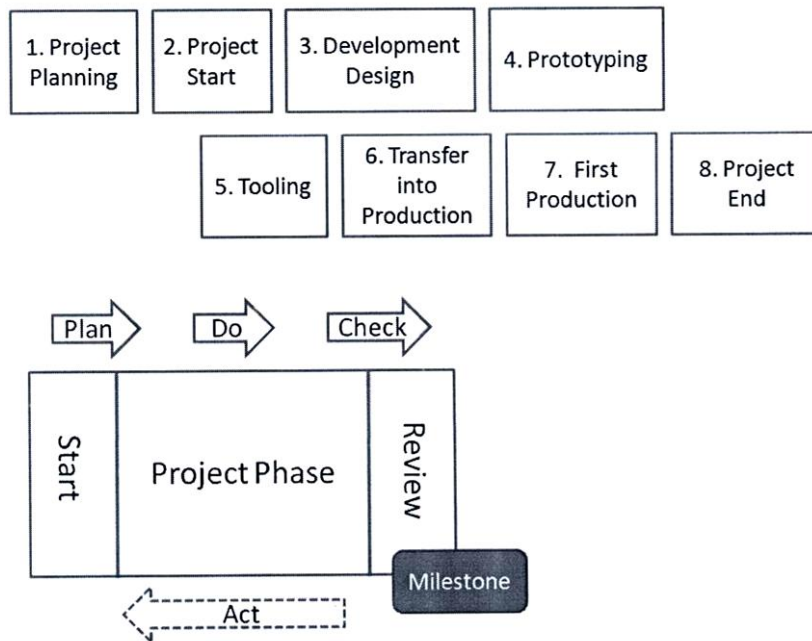 1. Project
Planning
2. Project
Start
3. Development
Design
4. Prototyping
5. Tooling
6. Transfer
into
Production
7. First
Production
8. Project
End
Plan
Do
Check
Start
Project Phase
Review
Milestone
Act